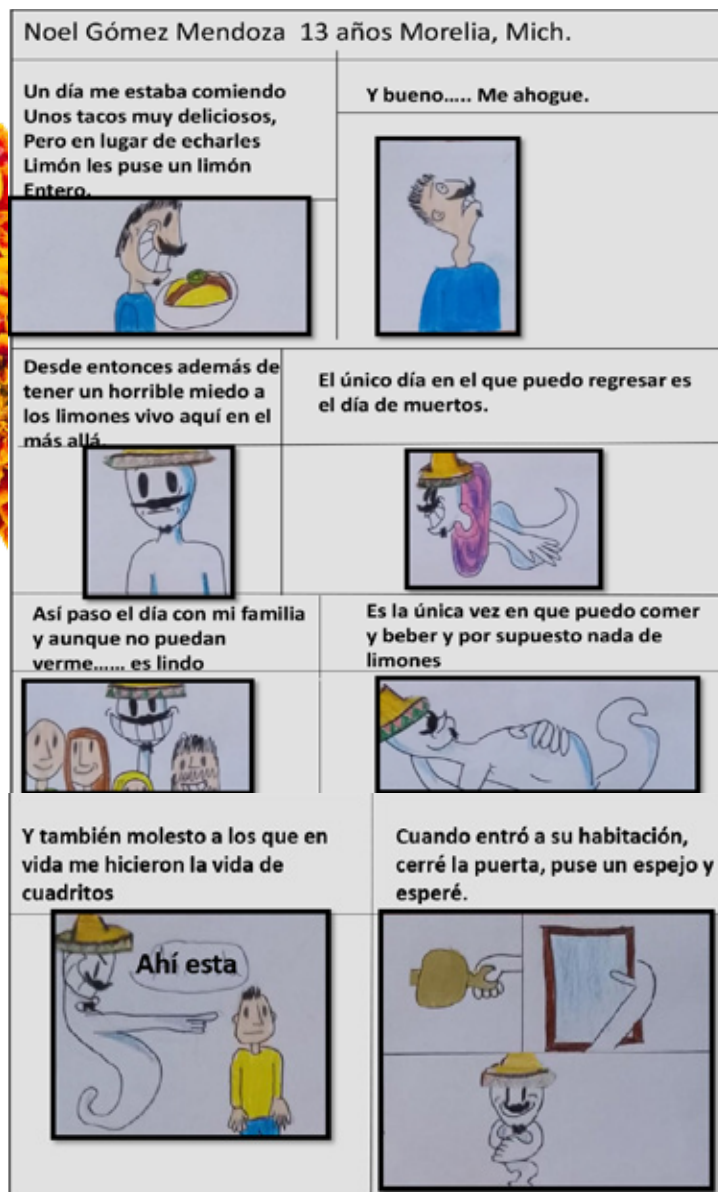 Noel Gómez Mendoza  13 años Morelia, Mich.
Un día me estaba comiendo
Unos tacos muy deliciosos,
Pero en lugar de echarles
Limón les puse un limón
Entero.
Y bueno..... Me ahogue.
Desde entonces además de
tener un horrible miedo a
los limones vivo aquí en el
más allá.
El único día en el que puedo regresar es
el día de muertos.
Así paso el día con mi familia
y aunque no puedan
verme...... es lindo
Es la única vez en que puedo comer
y beber y por supuesto nada de
limones
Y también molesto a los que en
vida me hicieron la vida de
cuadritos
Ahí esta
Cuando entró a su habitación,
cerré la puerta, puse un espejo y
esperé.